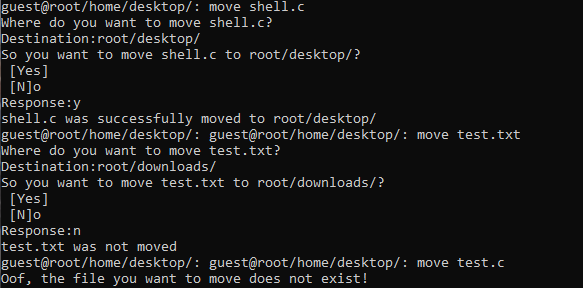 guest@root/home/desktop/: move shell.c
Where do you want to move shell.c?
Destination:root/desktop/
So you want to move shell.c to root/desktop/?
[Yes]
[N]o
Response:y
shell.c was successfully moved to root/desktop/
guest@root/home/desktop/: guest@root/home/desktop/: move test.txt
Where do you want to move test.txt?
Destination:root/downloads/
So you want to move test.txt to root/downloads/?
[Yes]
[N]o
Response:n
test.txt was not moved
guest@root/home/desktop/: guest@root/home/desktop/: move test.c
Oof, the file you want to move does not exist!